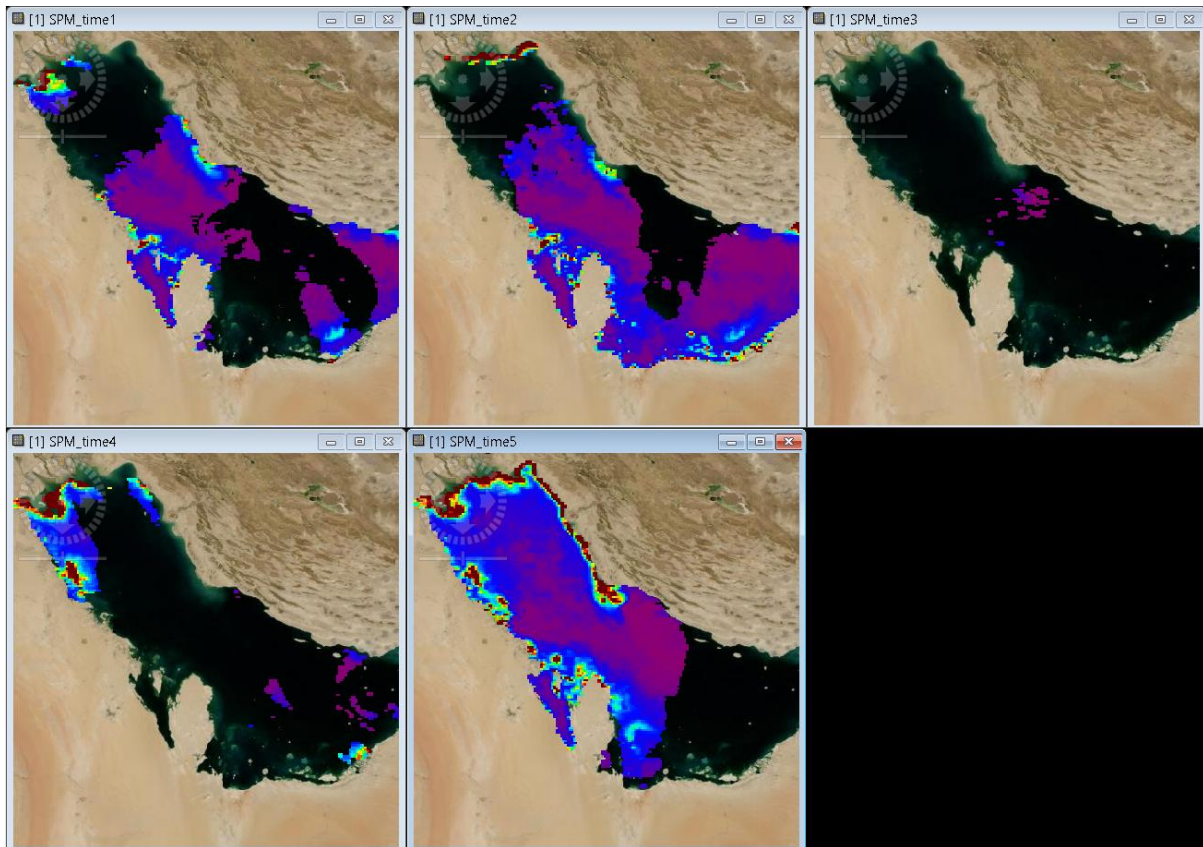 [1] SPM_time1
[1] SPM_time2
[1] SPM_time3
[1] SPM_time4
[1] SPM_time5